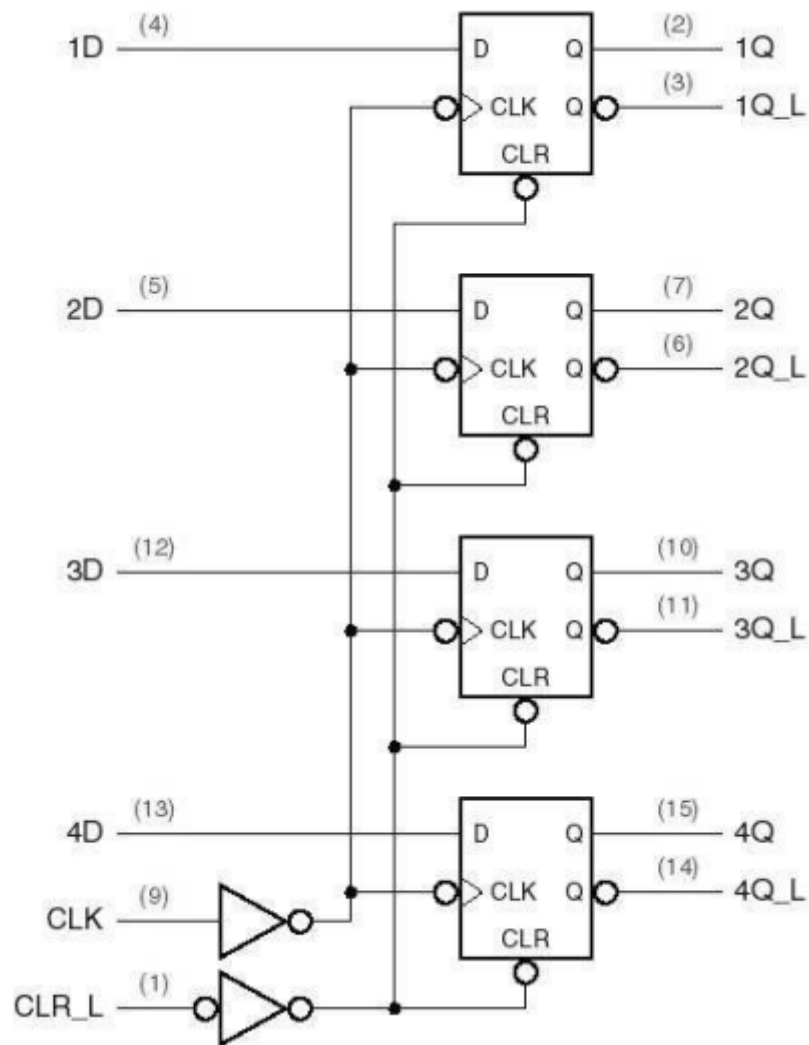 1D (4) D Q (2) 1Q
CLK Q (3) 1Q_L
CLR
2D (5) D Q (7) 2Q
CLK Q (6) 2Q_L
CLR
3D (12) D Q (10) 3Q
CLK Q (11) 3Q_L
CLR
4D (13) D Q (15) 4Q
CLK Q (14) 4Q_L
CLK (9)
CLR
CLR_L (1)